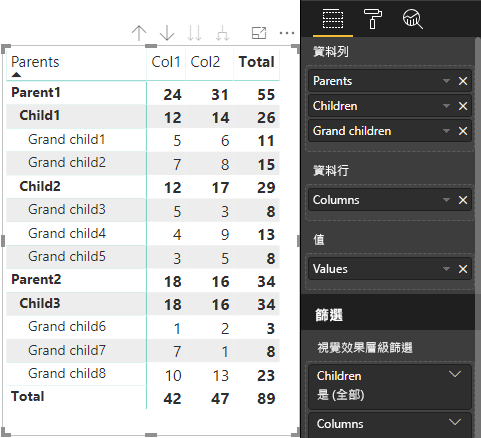 Parents Col1 Col2 Total
Parent1 24 31 55
Child1 12 14 26
Grand child1 5 6 11
Grand child2 7 8 15
Child2 12 17 29
Grand child3 5 3 8
Grand child4 4 9 13
Grand child5 3 5 8
Parent2 18 16 34
Child3 18 16 34
Grand child6 1 2 3
Grand child7 7 1 8
Grand child8 10 13 23
Total 42 47 89
資料列
Parents
Children
Grand children
資料行
Columns
值
Values
篩選
視覺效果層級篩選
Children
是 (全部)
Columns